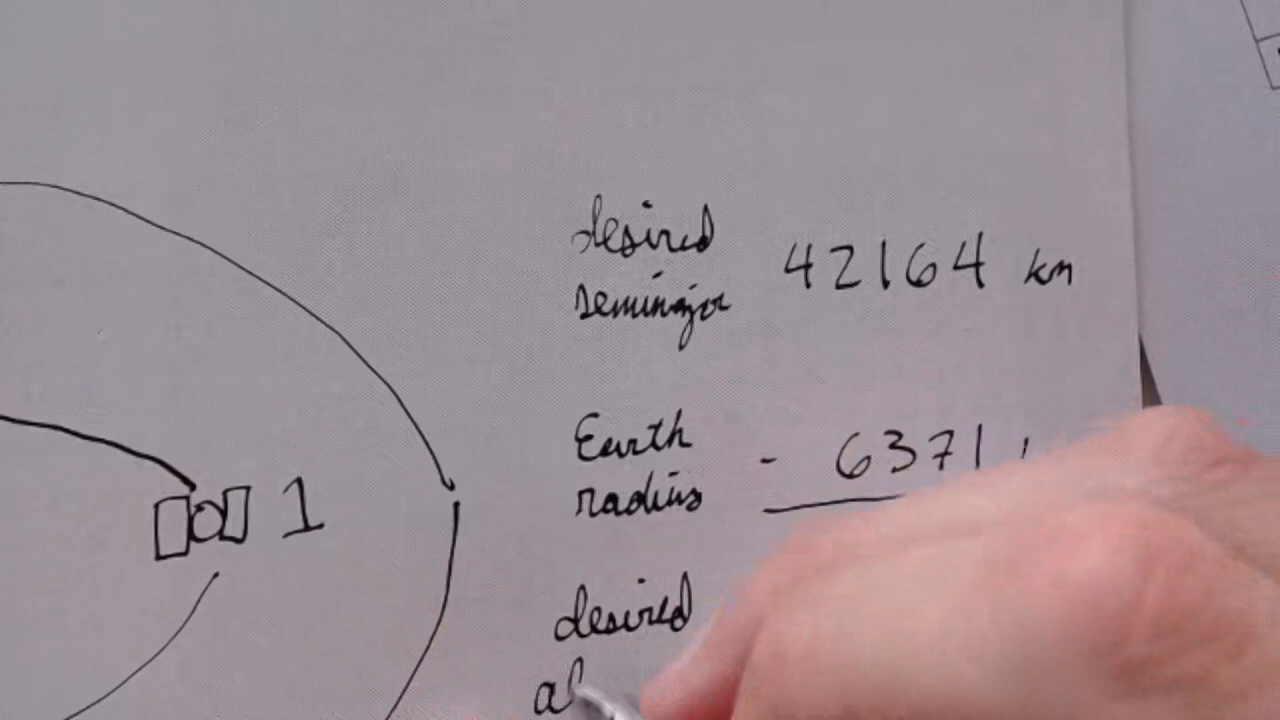 desired
semimajor 42164 km
Earth
radius - 6371
desired
1